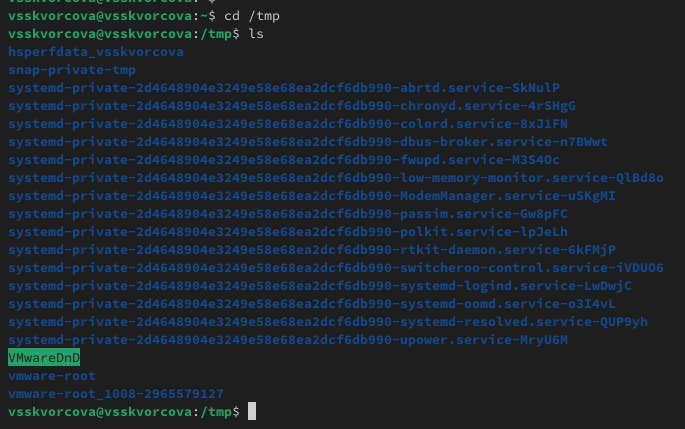 vsskvorcova@vsskvorcova:~$ cd /tmp
vsskvorcova@vsskvorcova:/tmp$ ls
hsperfdata_vsskvorcova
snap-private-tmp
systemd-private-2d4648904e3249e58e68ea2dcf6db990-abrtd.service-SkNulP
systemd-private-2d4648904e3249e58e68ea2dcf6db990-chronyd.service-4rSHgG
systemd-private-2d4648904e3249e58e68ea2dcf6db990-colord.service-8xJ1FN
systemd-private-2d4648904e3249e58e68ea2dcf6db990-dbus-broker.service-n7BWwt
systemd-private-2d4648904e3249e58e68ea2dcf6db990-fwupd.service-M3S4Oc
systemd-private-2d4648904e3249e58e68ea2dcf6db990-low-memory-monitor.service-QlBd8o
systemd-private-2d4648904e3249e58e68ea2dcf6db990-ModemManager.service-uSKgMI
systemd-private-2d4648904e3249e58e68ea2dcf6db990-passim.service-Gw8pFC
systemd-private-2d4648904e3249e58e68ea2dcf6db990-polkit.service-lpJeLh
systemd-private-2d4648904e3249e58e68ea2dcf6db990-rtkit-daemon.service-6kFMjP
systemd-private-2d4648904e3249e58e68ea2dcf6db990-switcheroo-control.service-iVDUO6
systemd-private-2d4648904e3249e58e68ea2dcf6db990-systemd-logind.service-LwDwjC
systemd-private-2d4648904e3249e58e68ea2dcf6db990-systemd-oomd.service-o3I4vL
systemd-private-2d4648904e3249e58e68ea2dcf6db990-systemd-resolved.service-QUP9yh
systemd-private-2d4648904e3249e58e68ea2dcf6db990-upower.service-MryU6M
VMwareDnD
vmware-root
vmware-root_1008-2965579127
vsskvorcova@vsskvorcova:/tmp$